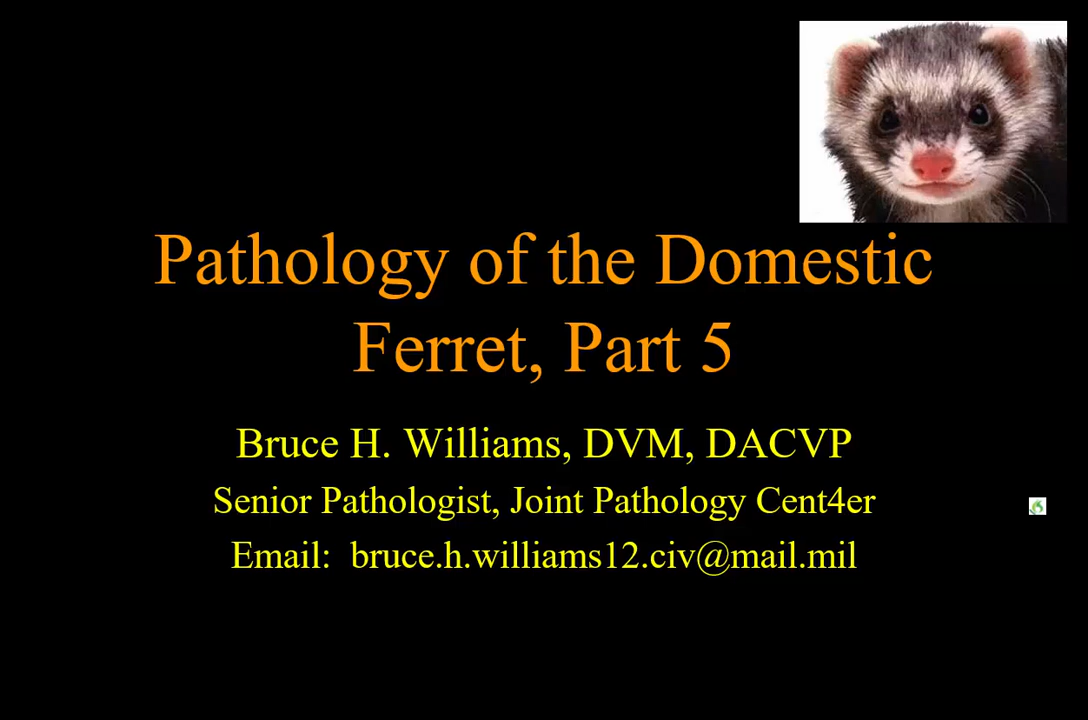 Pathology of the Domestic
Ferret, Part 5
Bruce H. Williams, DVM, DACVP
Senior Pathologist, Joint Pathology Cent4er
Email: bruce.h.williams12.civ@mail.mil